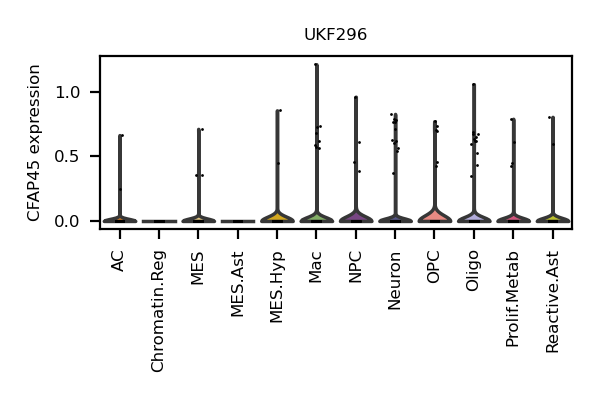 UKF296
CFAP45 expression
1.0
0.5
0.0
AC
Chromatin.Reg
MES
MES.Ast
MES.Hyp
Mac
NPC
Neuron
OPC
Oligo
Prolif.Metab
Reactive.Ast